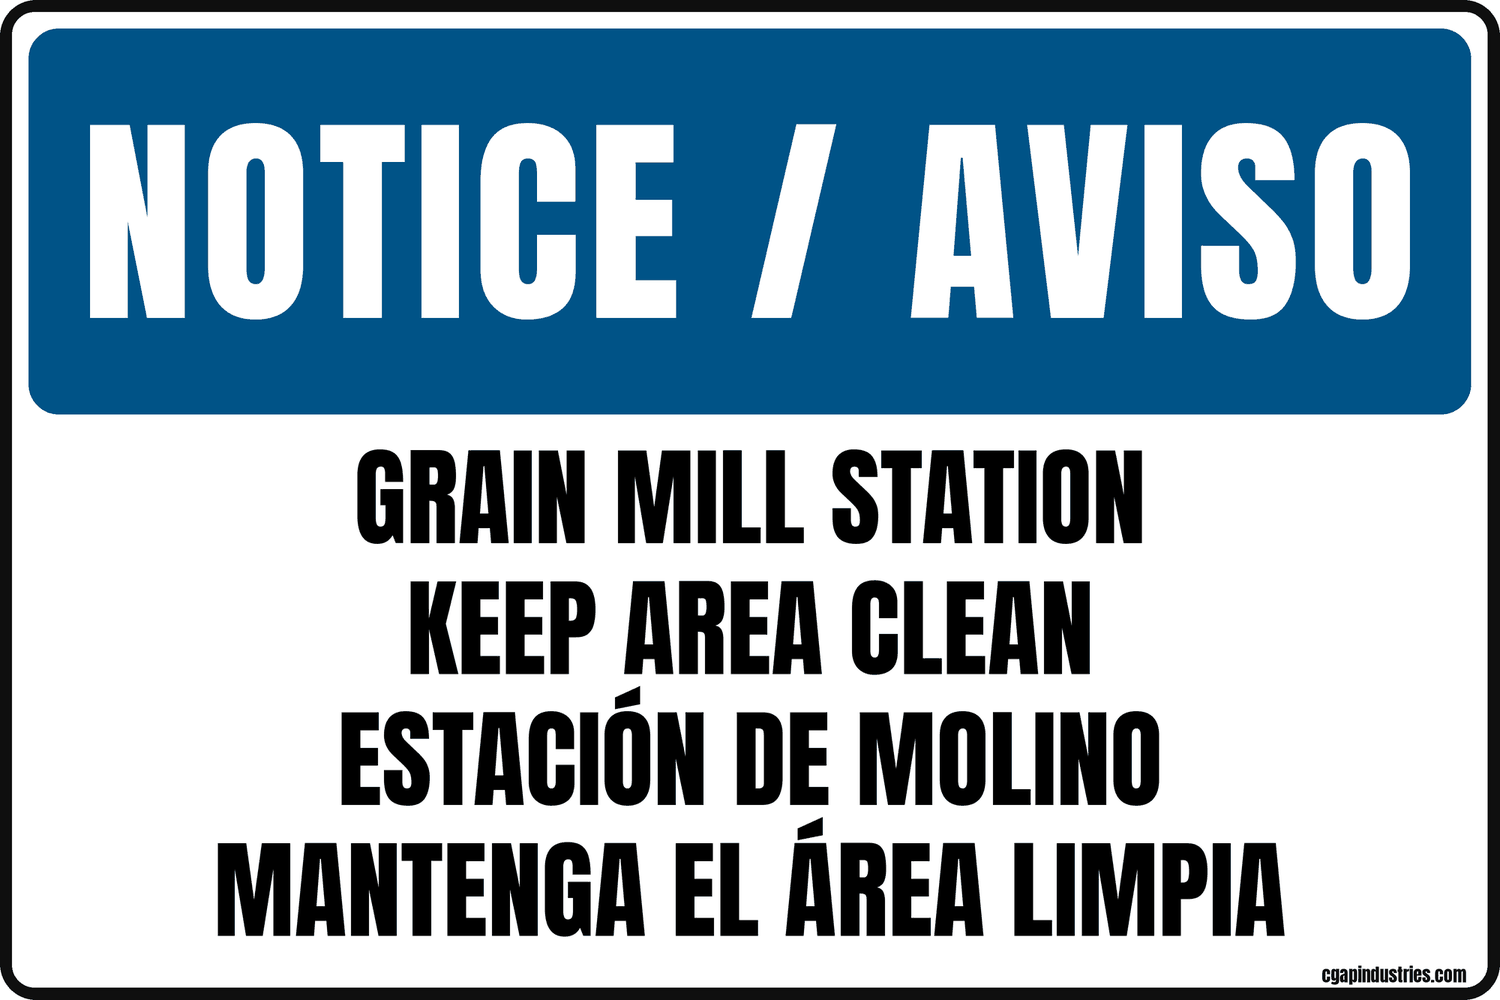 NOTICE / AVISO
GRAIN MILL STATION
KEEP AREA CLEAN
ESTACIÓN DE MOLINO
MANTENGA EL ÁREA LIMPIA
cgapindustries.com